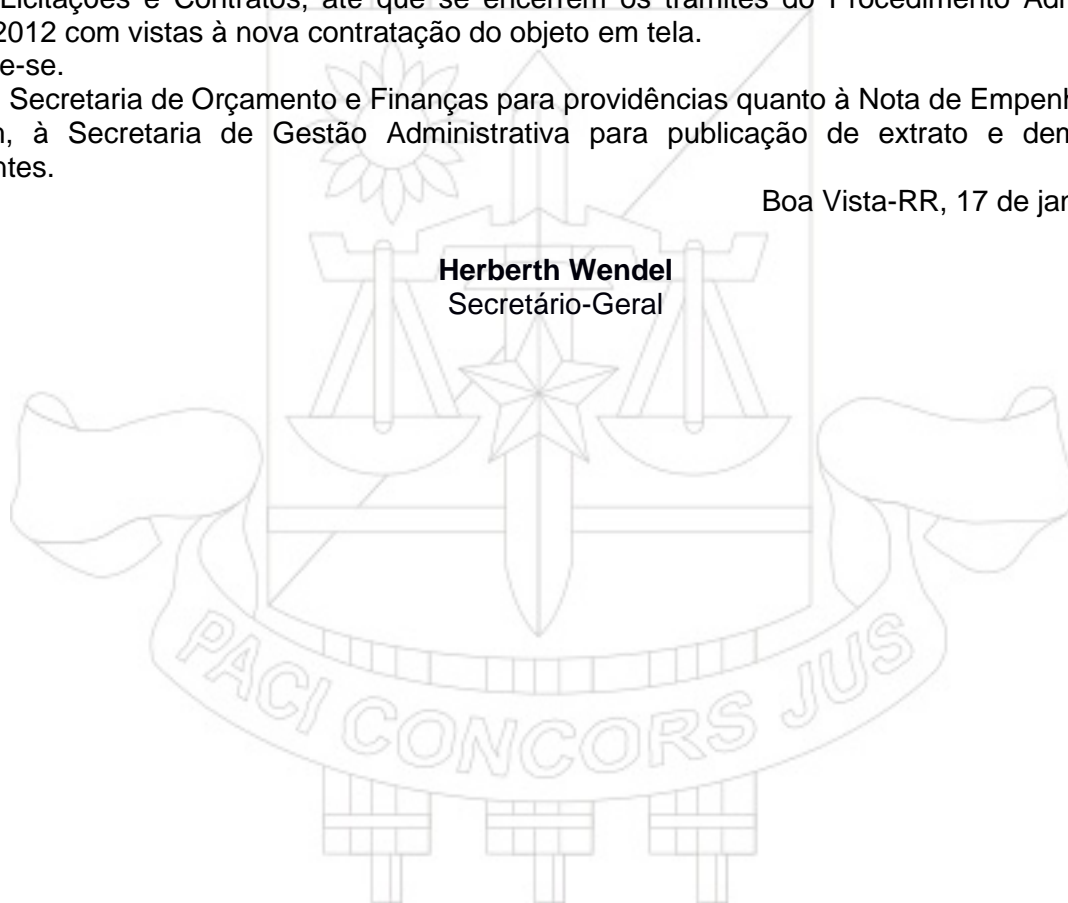 Licitações e Contratos, até que se encerrem os trâmites do Procedimento Adm
2012 com vistas à nova contratação do objeto em tela.
e-se.
Secretaria de Orçamento e Finanças para providências quanto à Nota de Empenh
à Secretaria de Gestão Administrativa para publicação de extrato e den
ntes.
Boa Vista-RR, 17 de jan
Herberth Wendel
Secretário-Geral
PACI CONCORS JUS